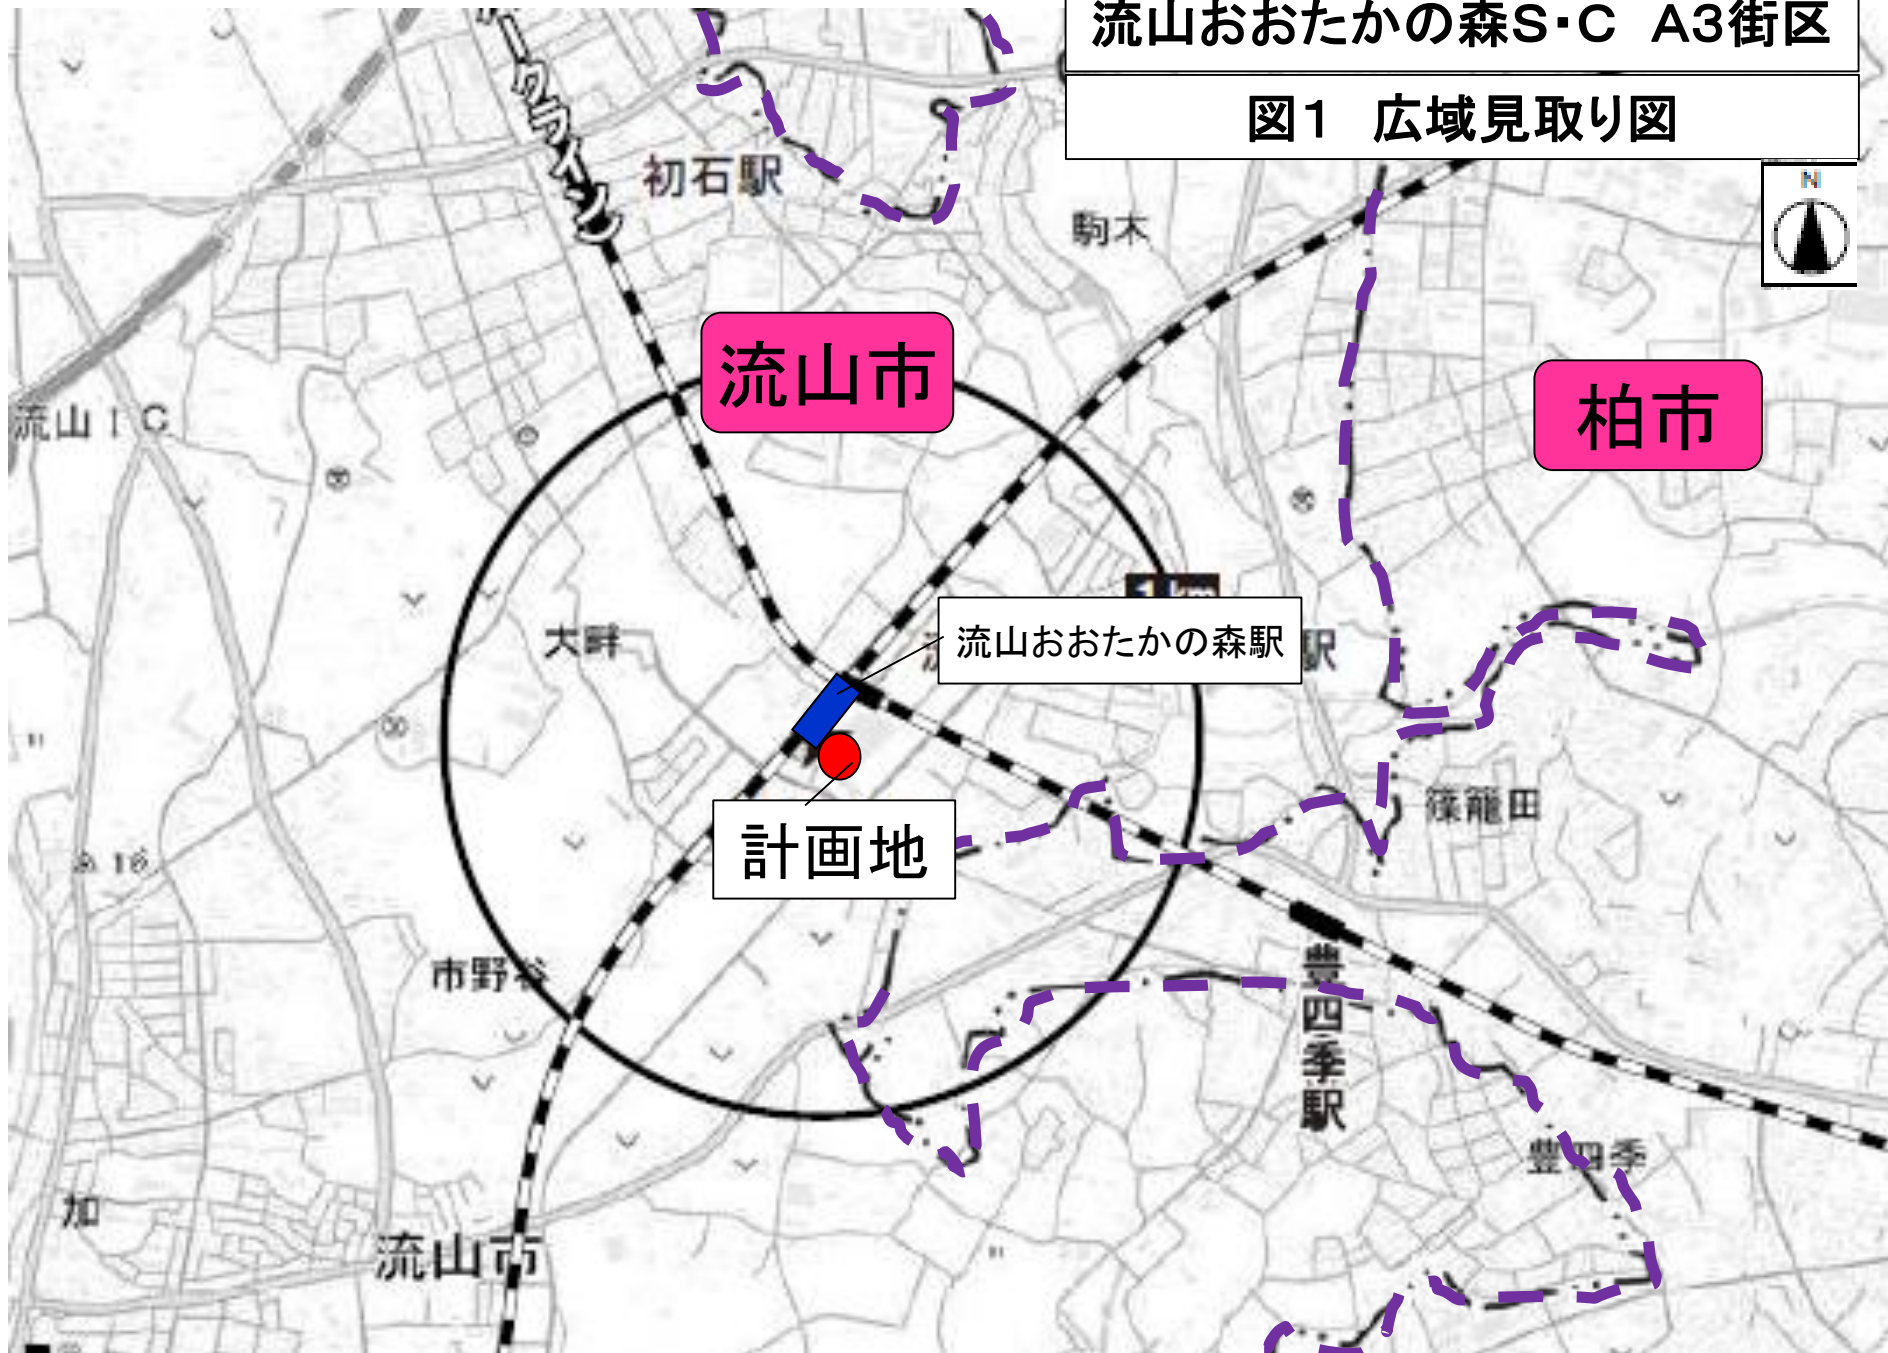 流山おおたかの森S・C　A3街区
図1　広域見取り図
N
初石駅
駒木
流山市
柏市
流山IC
1km
大畔
流山おおたかの森駅
駅
計画地
篠籠田
市野谷
豊四季駅
豊四季
加
流山市